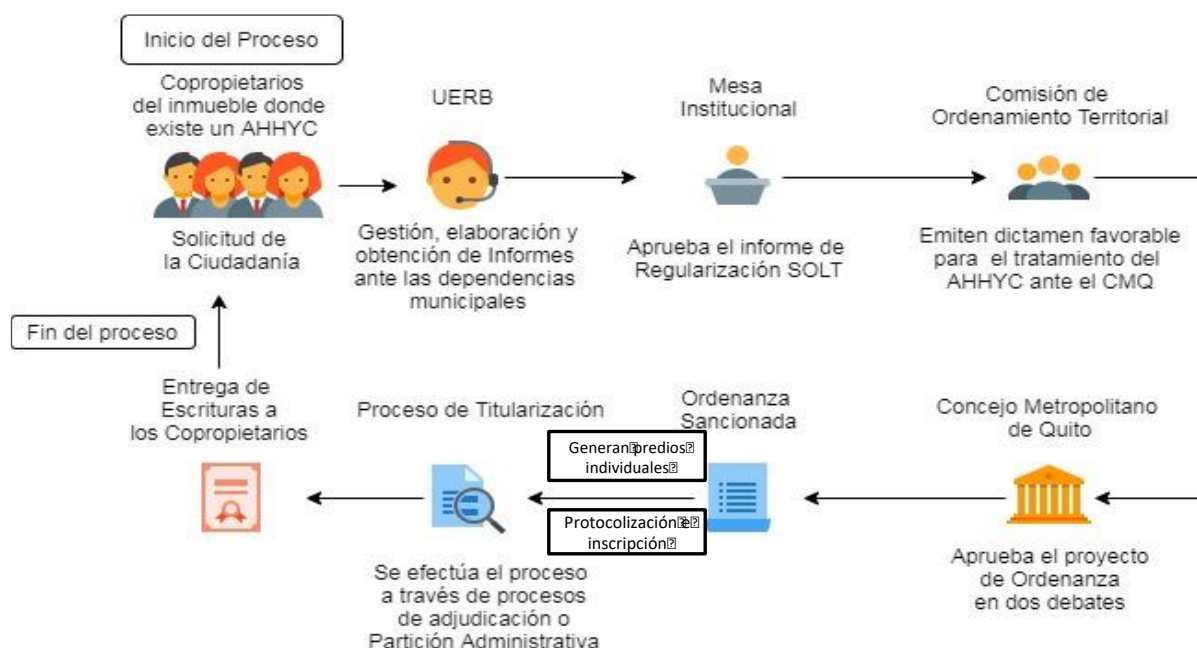 Inicio del Proceso
Copropietarios
del inmueble donde
existe un AHHYC
Solicitud de
la Ciudadanía
UERB
Gestión, elaboración y
obtención de Informes
ante las dependencias
municipales
Mesa
Institucional
Aprueba el informe de
Regularización SOLT
Comisión de
Ordenamiento Territorial
Emiten dictamen favorable
para el tratamiento del
AHHYC ante el CMQ
Concejo Metropolitano
de Quito
Aprueba el proyecto
de Ordenanza
en dos debates
Ordenanza
Sancionada
Generan predios
individuales
Protocolización e
inscripción
Proceso de Titularización
Se efectúa el proceso
a través de procesos
de adjudicación o
Partición Administrativa
Entrega de
Escrituras a
los Copropietarios
Fin del proceso